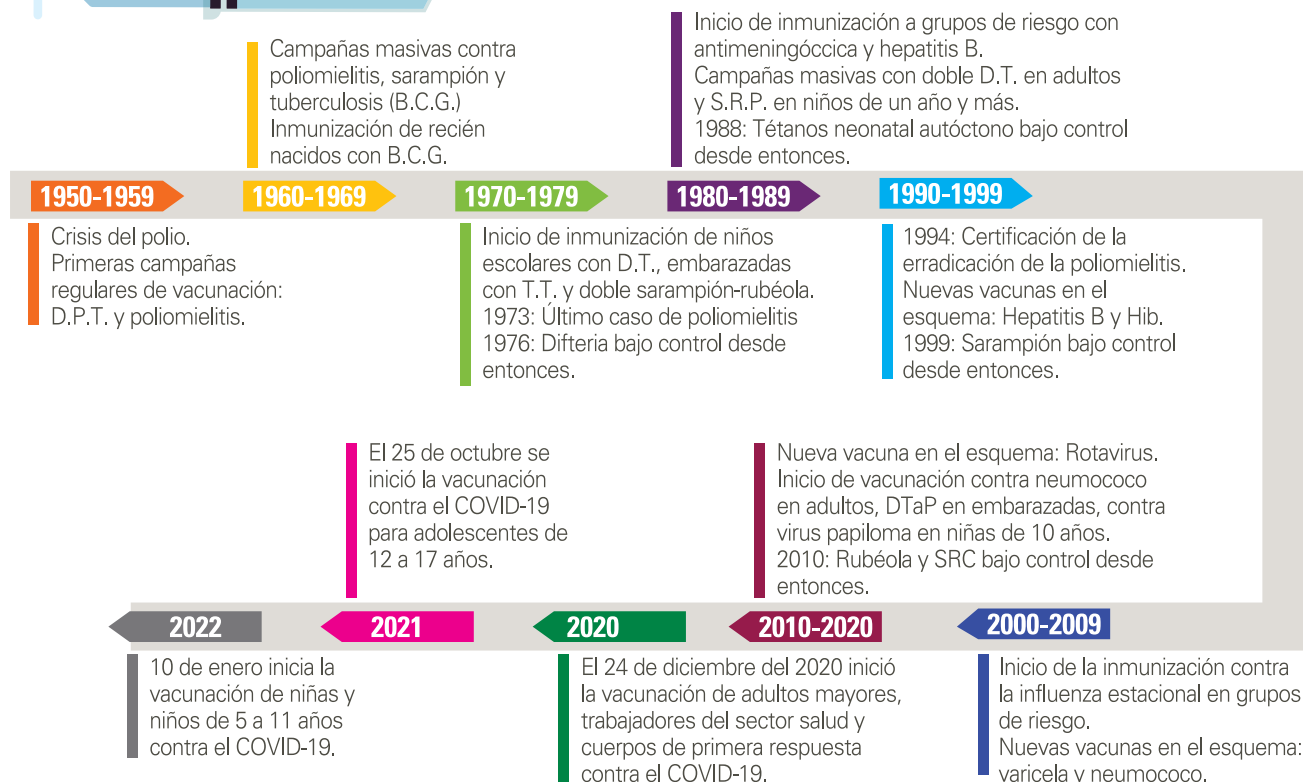 1950-1959
Crisis del polio.
Primeras campañas
regulares de vacunación:
D.P.T. y poliomielitis.
Campañas masivas contra
poliomielitis, sarampión y
tuberculosis (B.C.G.)
Inmunización de recién
nacidos con B.C.G.
1960-1969
1970-1979
Inicio de inmunización de niños
escolares con D.T., embarazadas
con T.T. y doble sarampión-rubéola.
1973: Último caso de poliomielitis
1976: Difteria bajo control desde
entonces.
Inicio de inmunización a grupos de riesgo con
antimeningóccica y hepatitis B.
Campañas masivas con doble D.T. en adultos
y S.R.P. en niños de un año y más.
1988: Tétanos neonatal autóctono bajo control
desde entonces.
1980-1989
1990-1999
1994: Certificación de la
erradicación de la poliomielitis.
Nuevas vacunas en el
esquema: Hepatitis B y Hib.
1999: Sarampión bajo control
desde entonces.
2000-2009
Inicio de la inmunización contra
la influenza estacional en grupos
de riesgo.
Nuevas vacunas en el esquema:
varicela y neumococo.
Nueva vacuna en el esquema: Rotavirus.
Inicio de vacunación contra neumococo
en adultos, DTaP en embarazadas, contra
virus papiloma en niñas de 10 años.
2010: Rubéola y SRC bajo control desde
entonces.
2010-2020
2020
El 24 de diciembre del 2020 inició
la vacunación de adultos mayores,
trabajadores del sector salud y
cuerpos de primera respuesta
contra el COVID-19.
El 25 de octubre se
inició la vacunación
contra el COVID-19
para adolescentes de
12 a 17 años.
2021
2022
10 de enero inicia la
vacunación de niñas y
niños de 5 a 11 años
contra el COVID-19.